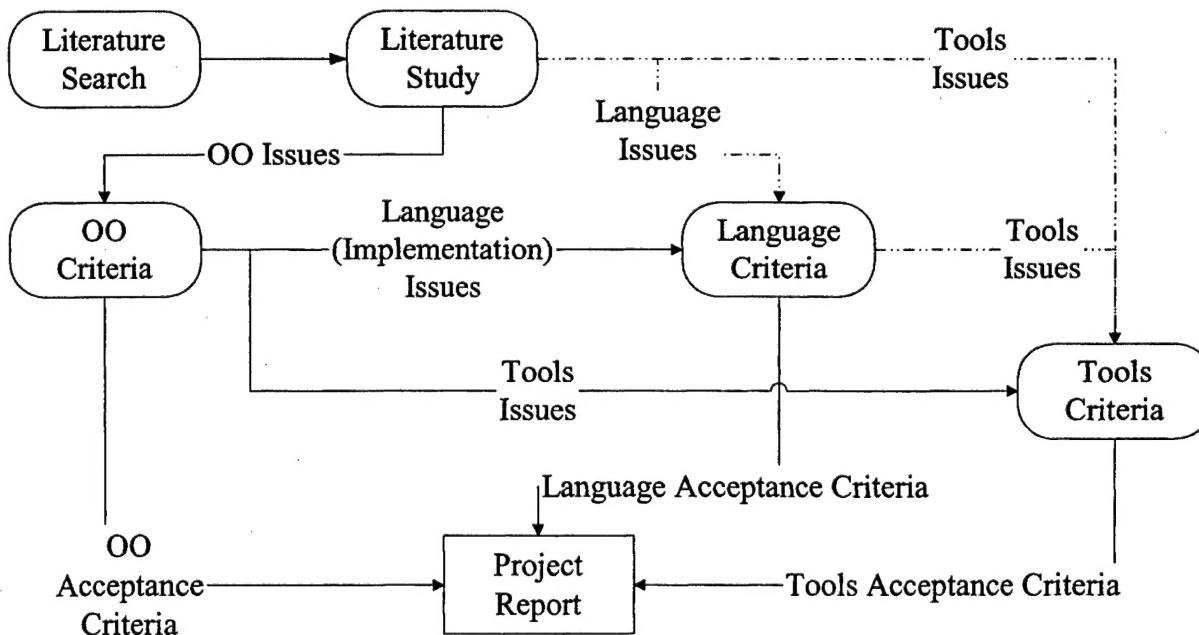 Literature
Search
Literature
Study
Tools
Issues
Language
Issues
OO Issues
OO
Criteria
Language
(Implementation)
Issues
Language
Criteria
Tools
Issues
Tools
Issues
Tools
Criteria
Language Acceptance Criteria
OO
Acceptance
Criteria
Project
Report
Tools Acceptance Criteria